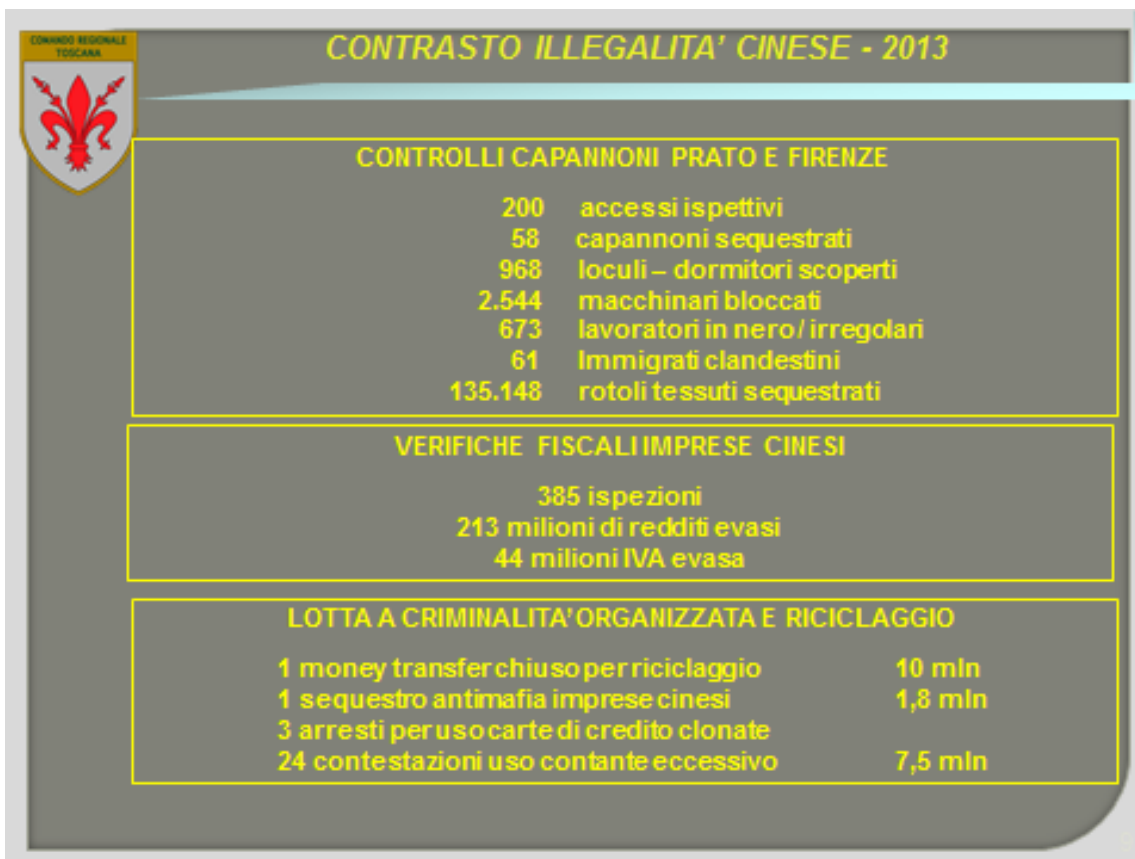 COMANDO REGIONALE
TOSCANA
CONTRASTO ILLEGALITA' CINESE - 2013
CONTROLLI CAPANNONI PRATO E FIRENZE
200 accessi ispettivi
58 capannoni sequestrati
968 loculi – dormitori scoperti
2.544 macchinari bloccati
673 lavoratori in nero / irregolari
61 Immigrati clandestini
135.148 rotoli tessuti sequestrati
VERIFICHE FISCALI IMPRESE CINESI
385 ispezioni
213 milioni di redditi evasi
44 milioni IVA evasa
LOTTA A CRIMINALITA' ORGANIZZATA E RICICLAGGIO
1 money transfer chiuso per riciclaggio 10 mln
1 sequestro antimafia imprese cinesi 1,8 mln
3 arresti per uso carte di credito clonate
24 contestazioni uso contante eccessivo 7,5 mln